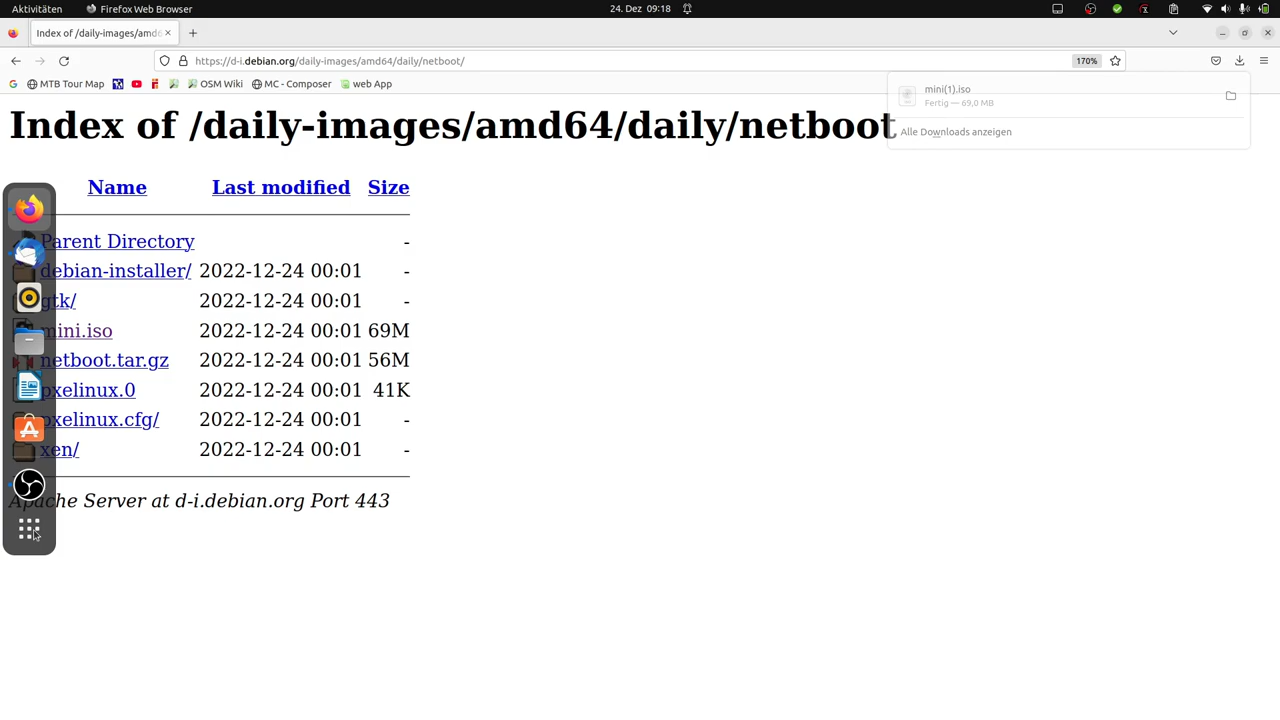 Aktivitäten Firefox Web Browser 24. Dez 09:18
Index of /daily-images/amd6
https://d-i.debian.org/daily-images/amd64/daily/netboot/ 170%
MTB Tour Map OSM Wiki MC - Composer web App
mini(1).iso
Fertig — 69,0 MB
Alle Downloads anzeigen
Index of /daily-images/amd64/daily/netboot
Name Last modified Size
Parent Directory -
debian-installer/ 2022-12-24 00:01 -
gtk/ 2022-12-24 00:01 -
mini.iso 2022-12-24 00:01 69M
netboot.tar.gz 2022-12-24 00:01 56M
pxelinux.0 2022-12-24 00:01 41K
pxelinux.cfg/ 2022-12-24 00:01 -
xen/ 2022-12-24 00:01 -
Apache Server at d-i.debian.org Port 443